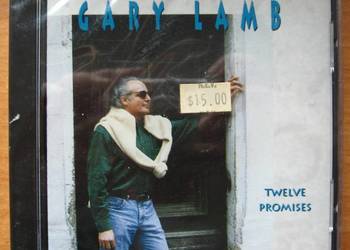 GARY LAMB
$15.00
TWELVE
PROMISES